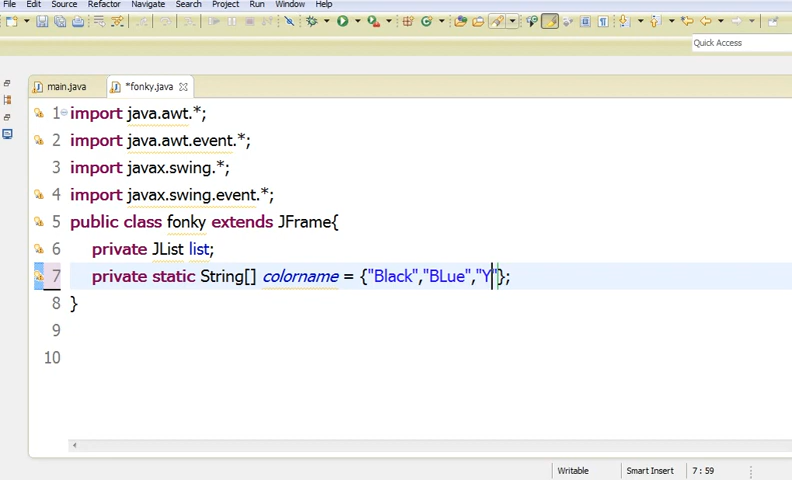 File Edit Source Refactor Navigate Search Project Run Window Help
Quick Access
main.java *fonky.java
1 import java.awt.*;
2 import java.awt.event.*;
3 import javax.swing.*;
4 import javax.swing.event.*;
5 public class fonky extends JFrame{
6 private JList list;
7 private static String[] colorname = {"Black","BLue","Y"};
8 }
9
10
Writable Smart Insert 7 : 59